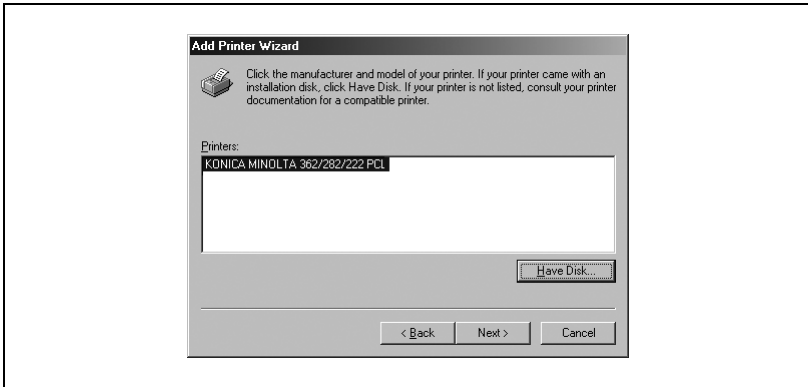 Add Printer Wizard
Click the manufacturer and model of your printer. If your printer came with an
installation disk, click Have Disk. If your printer is not listed, consult your printer
documentation for a compatible printer.
Printers:
KONICA MINOLTA 362/282/222 PCL
Have Disk...
< Back
Next >
Cancel